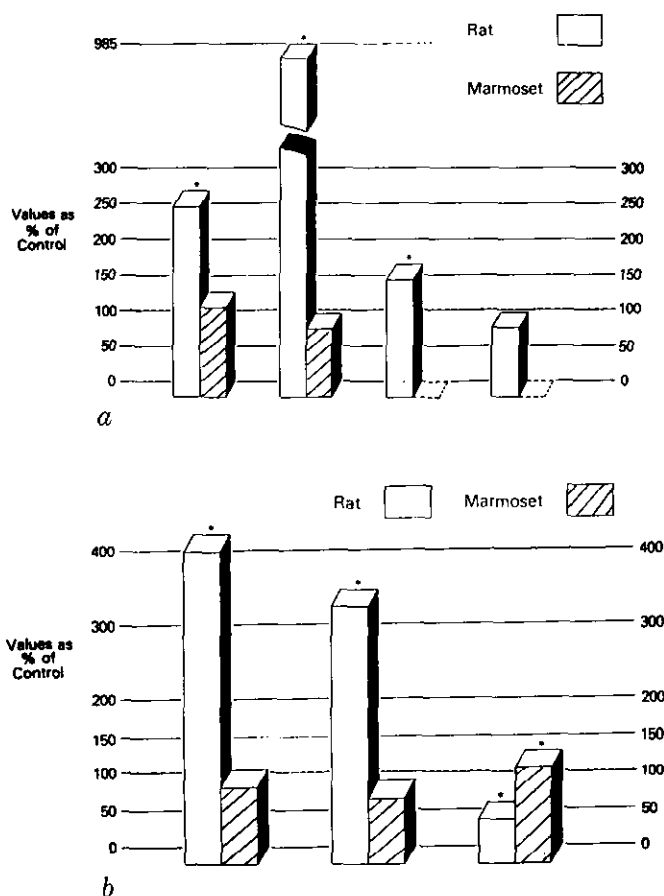 985
*
*
Rat
Marmoset
300 300
250 * 250
Values as
% of
Control
200 200
150 * 150
100 100
50 50
0 0
a
Rat Marmoset
400 * 400
Values as
% of
Control
300 * 300
200 200
150 150
100 * * 100
50 50
0 0
b